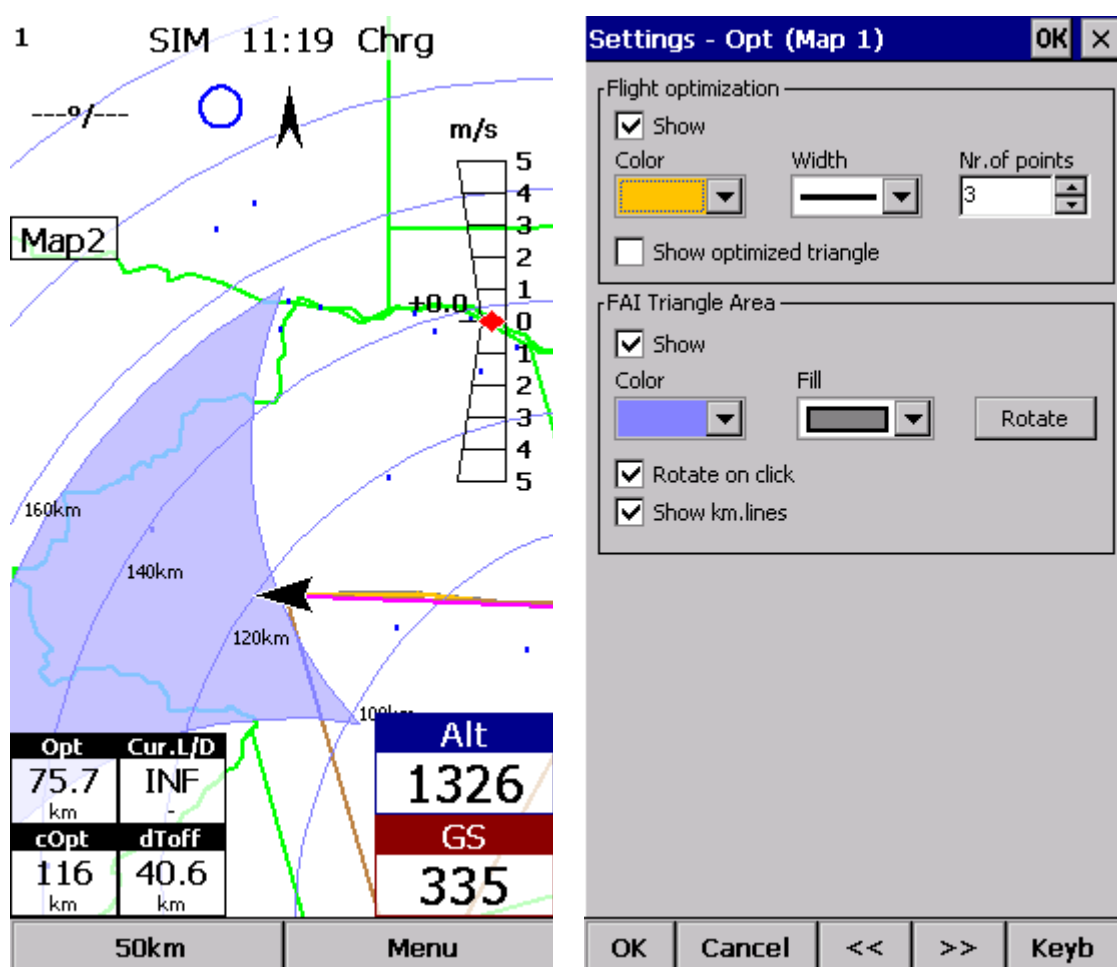 1 SIM 11:19 Chrg
---º/---
m/s
5
4
Map2
3
2
1
+0.0
0
1
2
3
4
5
160km
140km
120km
100km
Opt Cur.L/D
75.7 INF
km -
cOpt dToff
116 40.6
km km
Alt
1326
GS
335
50km Menu
Settings - Opt (Map 1) OK ×
Flight optimization
Show
Color Width Nr.of points
3
Show optimized triangle
FAI Triangle Area
Show
Color Fill
Rotate
Rotate on click
Show km.lines
OK Cancel << >> Keyb